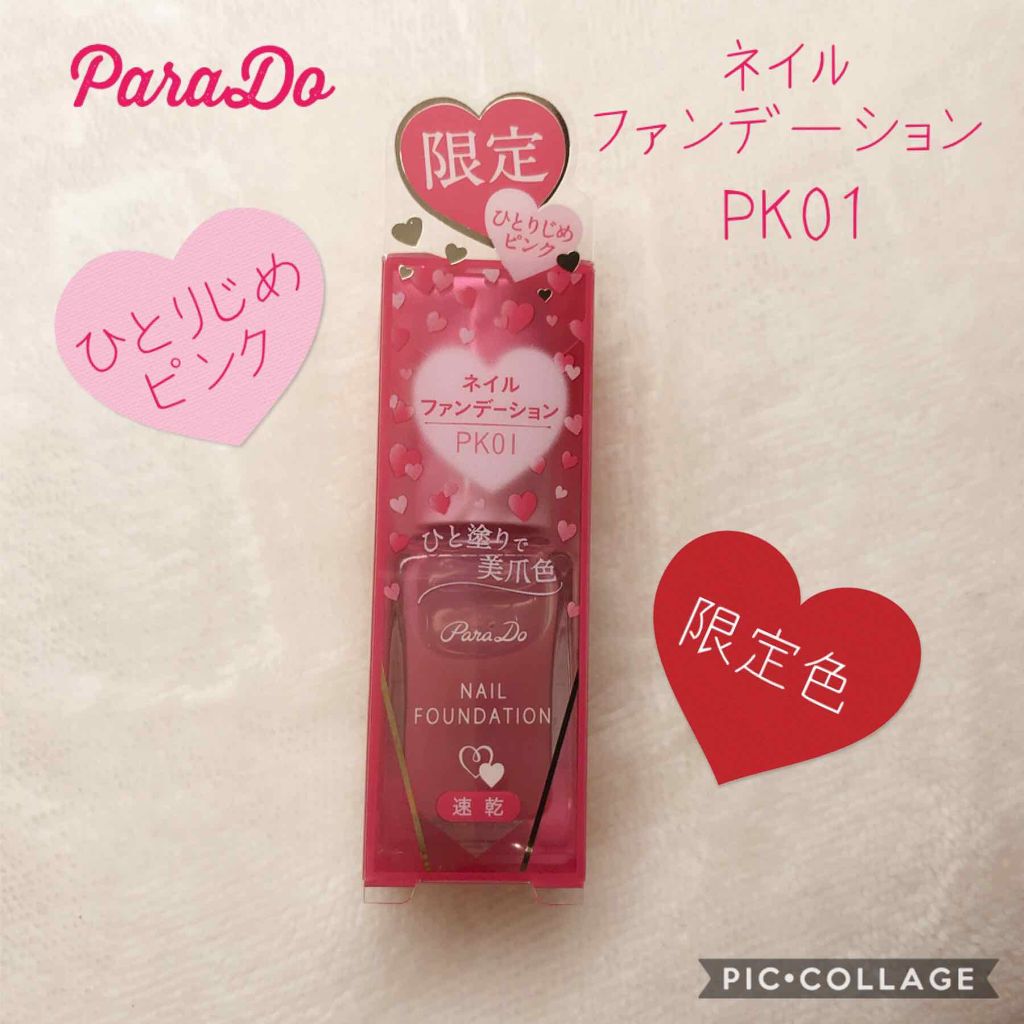 ParaDo
ネイル
ファンデーション
PK01
限定
ひとりじめ
ピンク
ひとりじめ
ピンク
ネイル
ファンデーション
PK01
ひと塗りで
美爪色
ParaDo
NAIL
FOUNDATION
速乾
限定色
PIC•COLLAGE